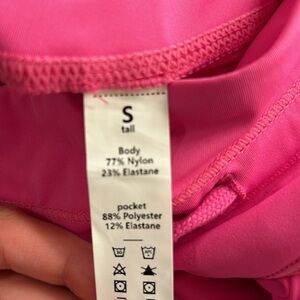 S
tall
Body
77% Nylon
23% Elastane
pocket
88% Polyester
12% Elastane